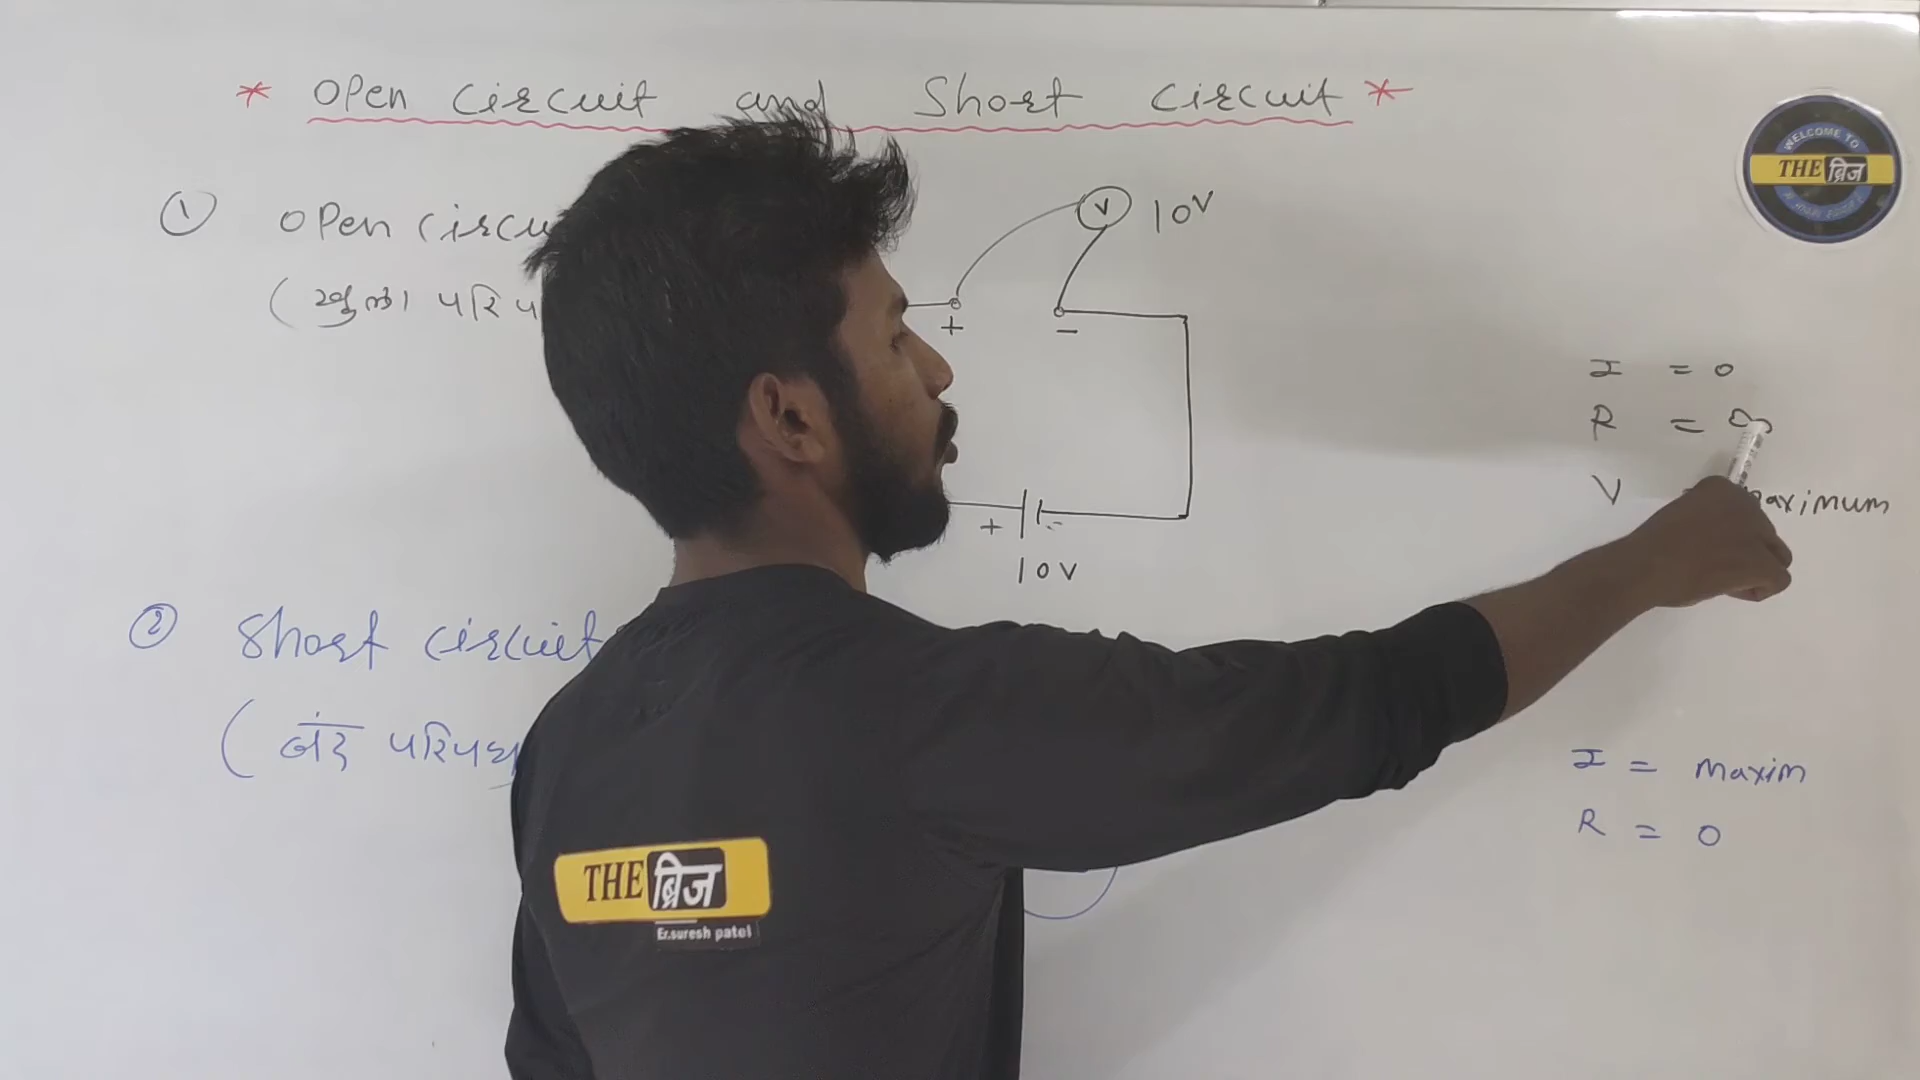 * Open circuit and Short circuit *
① Open circu
(खुला परिप
V 10V
+ -
+ -
10V
I = 0
R = ∞
V = maximum
② Short circuit
(बंद परिपथ
I = maxim
R = 0
WELCOME TO
THE ब्रिज
THE ब्रिज
Er.suresh patel